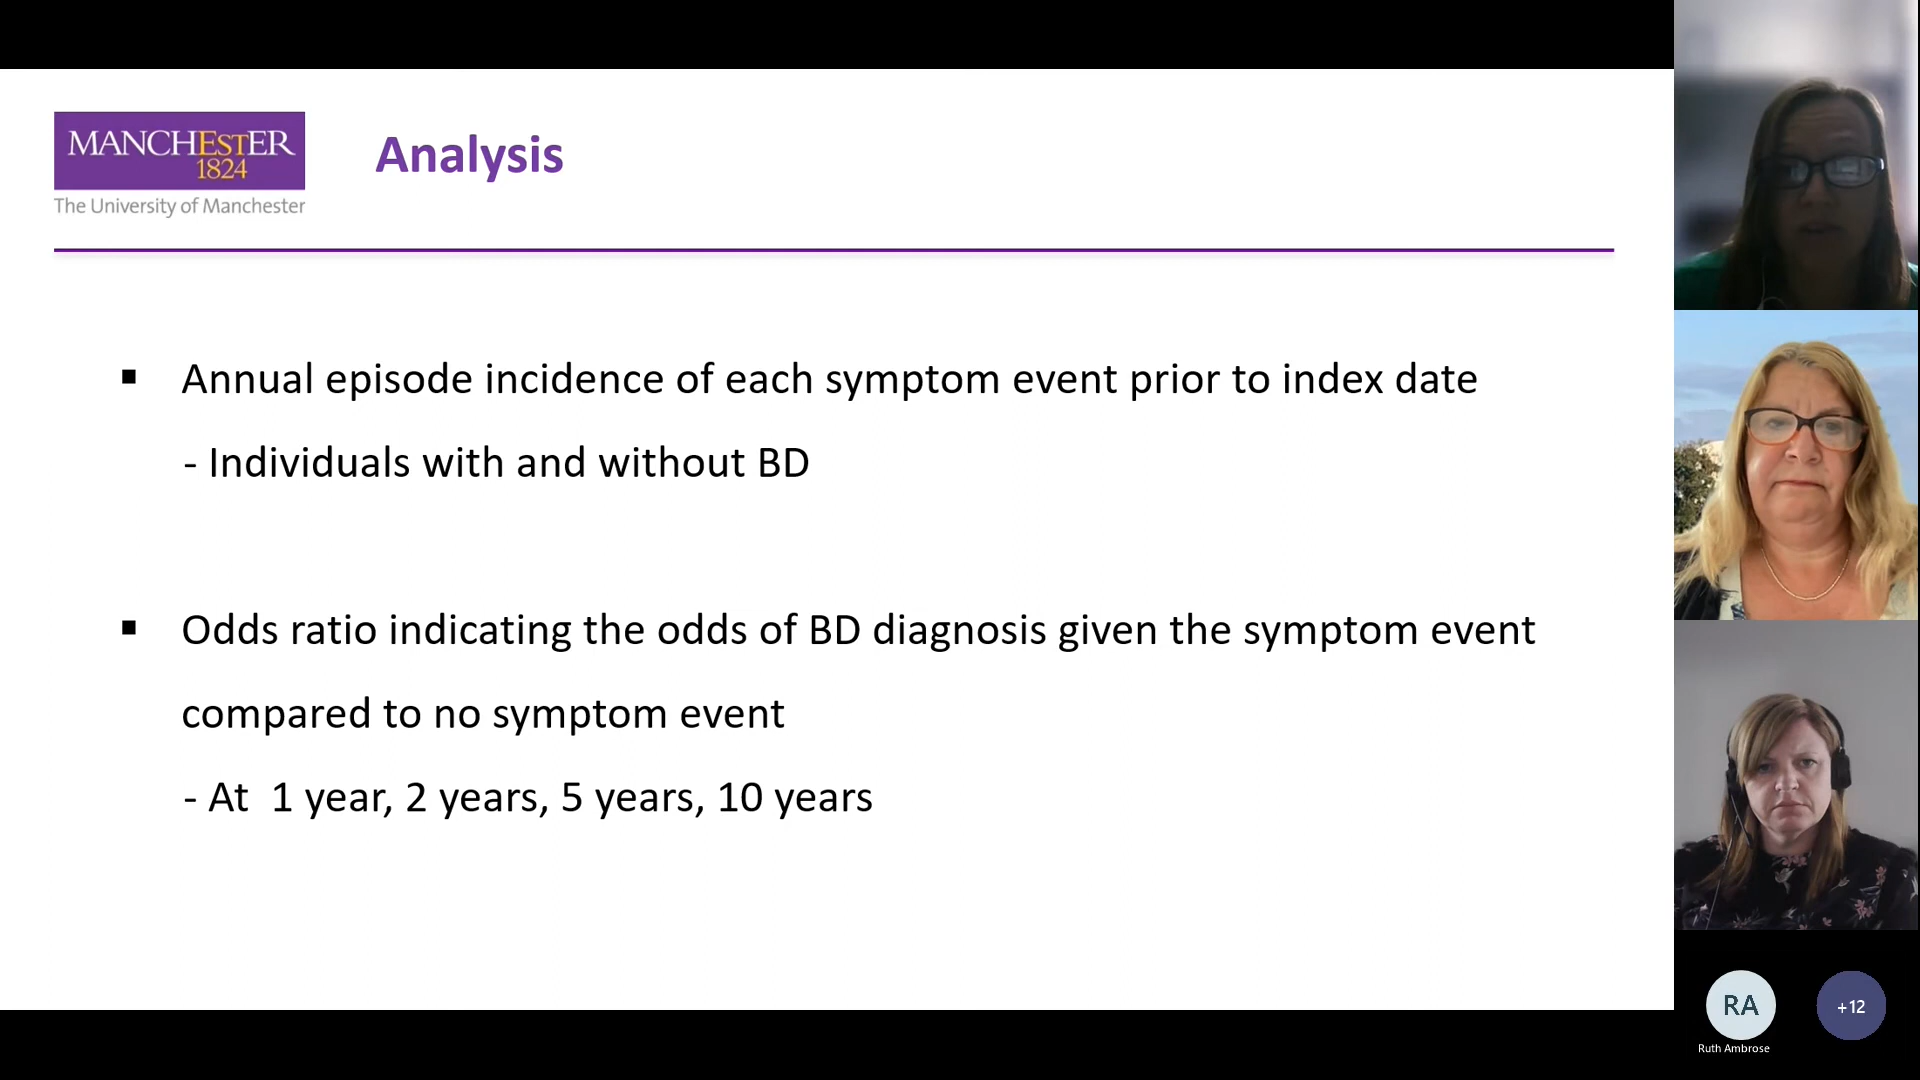 MANCHESTER
1824
The University of Manchester
Analysis
▪ Annual episode incidence of each symptom event prior to index date
- Individuals with and without BD
▪ Odds ratio indicating the odds of BD diagnosis given the symptom event
compared to no symptom event
- At  1 year, 2 years, 5 years, 10 years
RA
+12
Ruth Ambrose